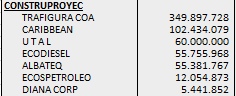 CONSTRUPROYEC
TRAFIGURA COA 349.897.728
CARIBBEAN 102.434.079
U T A L 60.000.000
ECODIESEL 55.755.968
ALBATEQ 55.381.767
ECOSPETROLEO 12.054.873
DIANA CORP 5.441.852